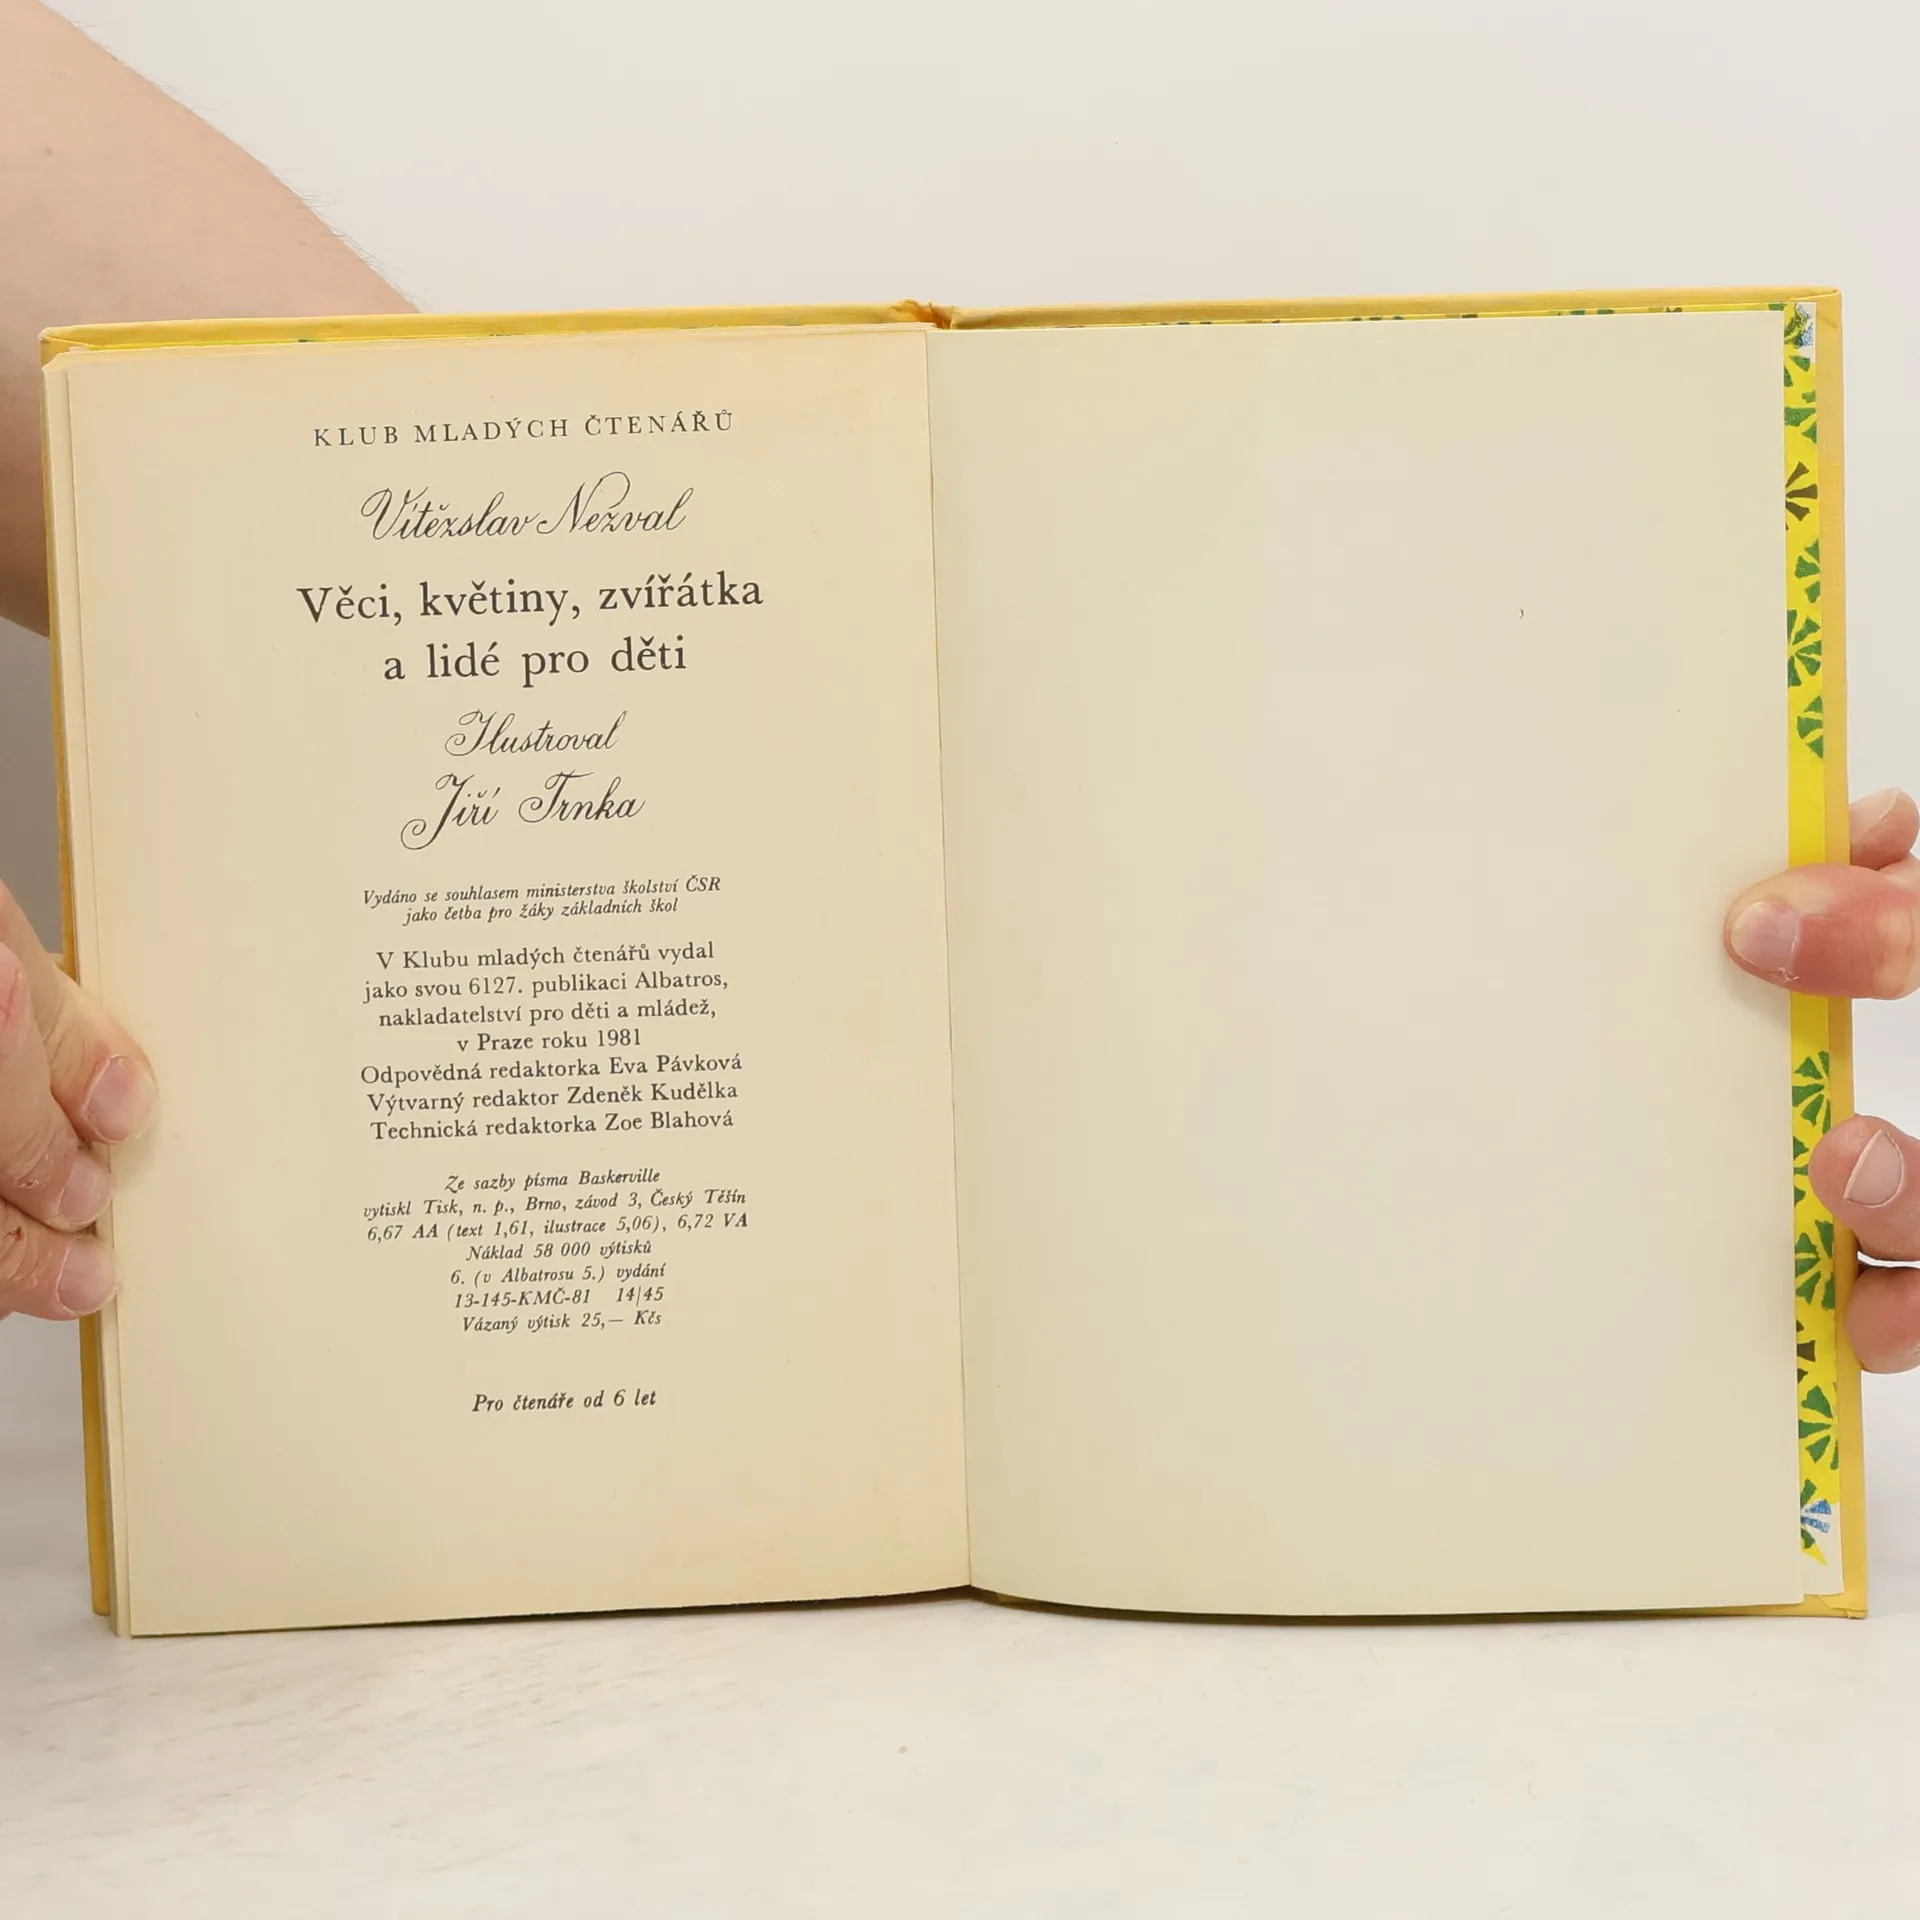 KLUB MLADÝCH ČTENÁŘŮ
Vítězslav Nezval
Věci, květiny, zvířátka
a lidé pro děti
Ilustroval
Jiří Trnka
Vydáno se souhlasem ministerstva školství ČSR
jako četba pro žáky základních škol
V Klubu mladých čtenářů vydal
jako svou 6127. publikaci Albatros,
nakladatelství pro děti a mládež,
v Praze roku 1981
Odpovědná redaktorka Eva Pávková
Výtvarný redaktor Zdeněk Kudělka
Technická redaktorka Zoe Blahová
Ze sazby písma Baskerville
vytiskl Tisk, n. p., Brno, závod 3, Český Těšín
6,67 AA (text 1,61, ilustrace 5,06), 6,72 VA
Náklad 58 000 výtisků
6. (v Albatrosu 5.) vydání
13-145-KMČ-81 14|45
Vázaný výtisk 25,— Kčs
Pro čtenáře od 6 let